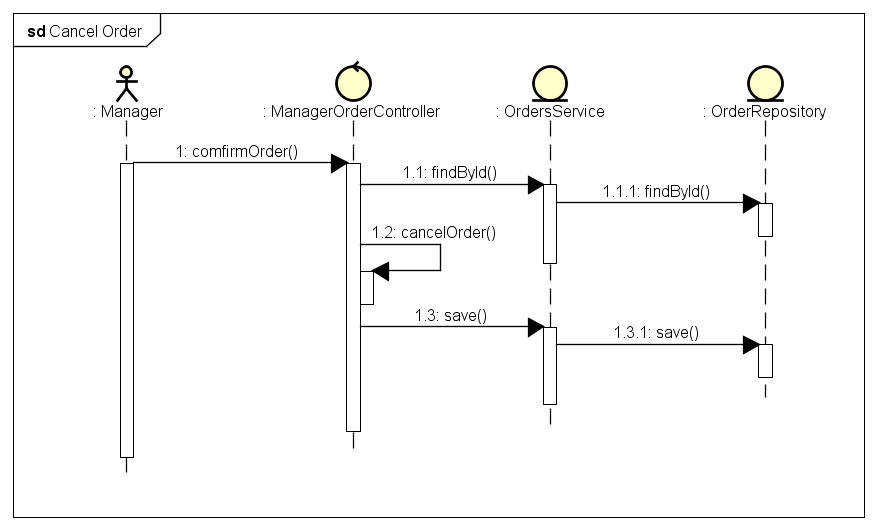 sd Cancel Order
: Manager
: ManagerOrderController
: OrdersService
: OrderRepository
1: comfirmOrder()
1.1: findById()
1.1.1: findById()
1.2: cancelOrder()
1.3: save()
1.3.1: save()